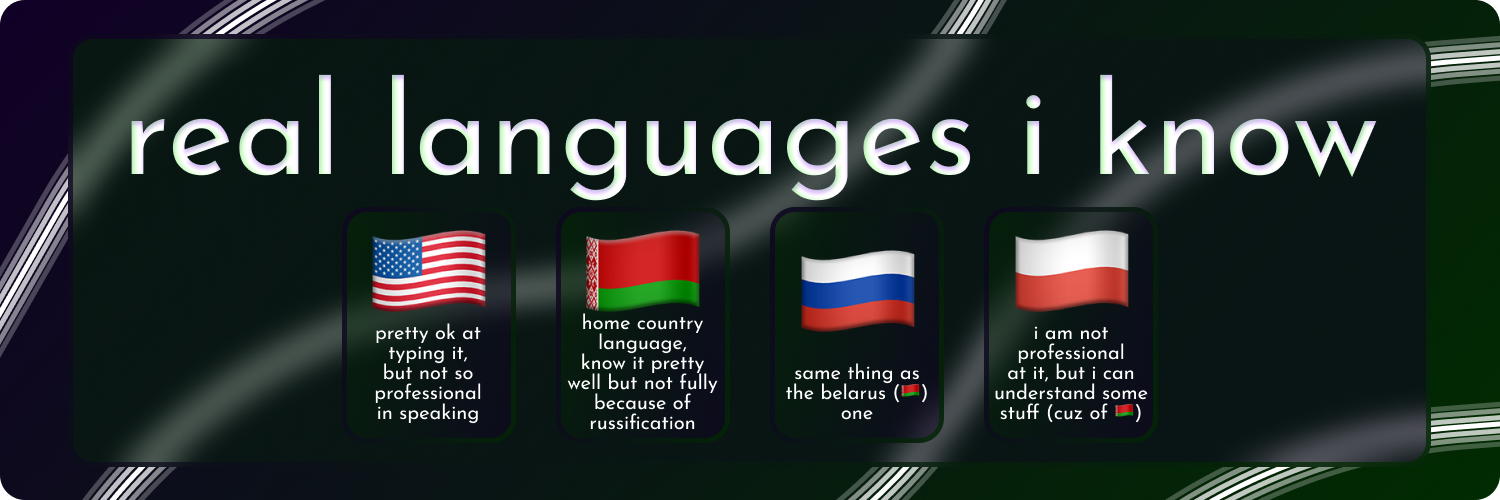 real languages i know
pretty ok at
typing it,
but not so
professional
in speaking
home country
language,
know it pretty
well but not fully
because of
russification
same thing as
the belarus (🇧🇾)
one
i am not
professional
at it, but i can
understand some
stuff (cuz of 🇧🇾)